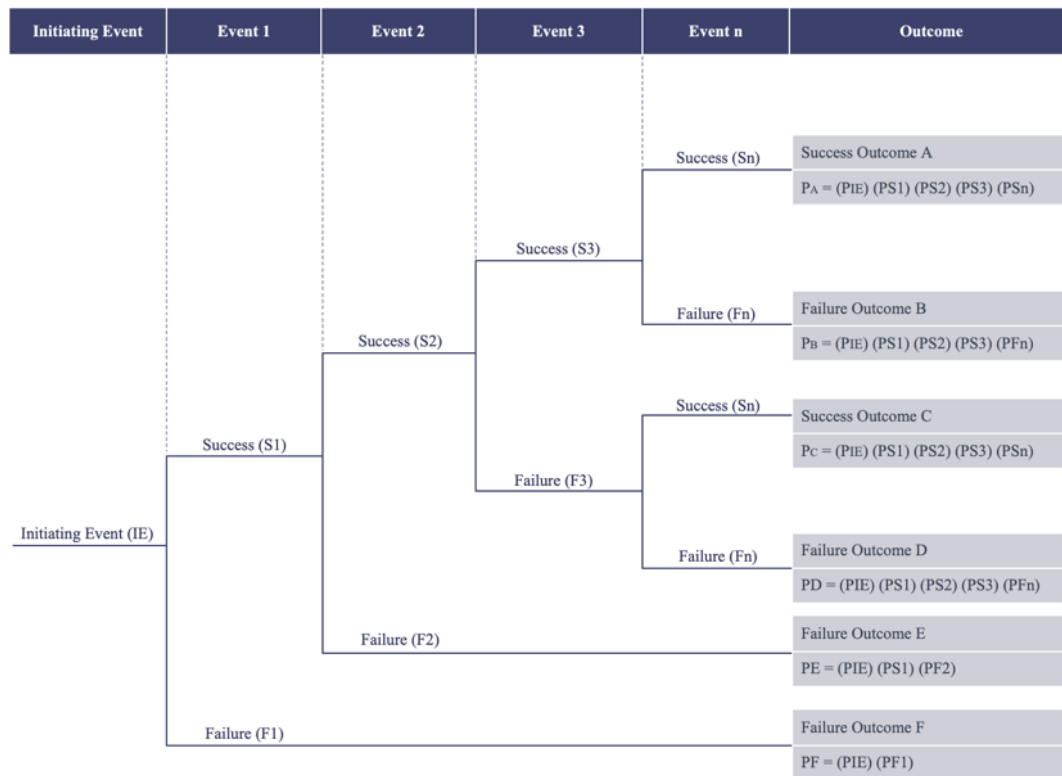 Initiating Event Event 1 Event 2 Event 3 Event n Outcome
Success (Sn)
Success Outcome A
PA = (PIE) (PS1) (PS2) (PS3) (PSn)
Success (S3)
Failure (Fn)
Failure Outcome B
PB = (PIE) (PS1) (PS2) (PS3) (PFn)
Success (S2)
Success (Sn)
Success Outcome C
PC = (PIE) (PS1) (PS2) (PS3) (PSn)
Success (S1)
Failure (F3)
Initiating Event (IE)
Failure (Fn)
Failure Outcome D
PD = (PIE) (PS1) (PS2) (PS3) (PFn)
Failure (F2)
Failure Outcome E
PE = (PIE) (PS1) (PF2)
Failure (F1)
Failure Outcome F
PF = (PIE) (PF1)